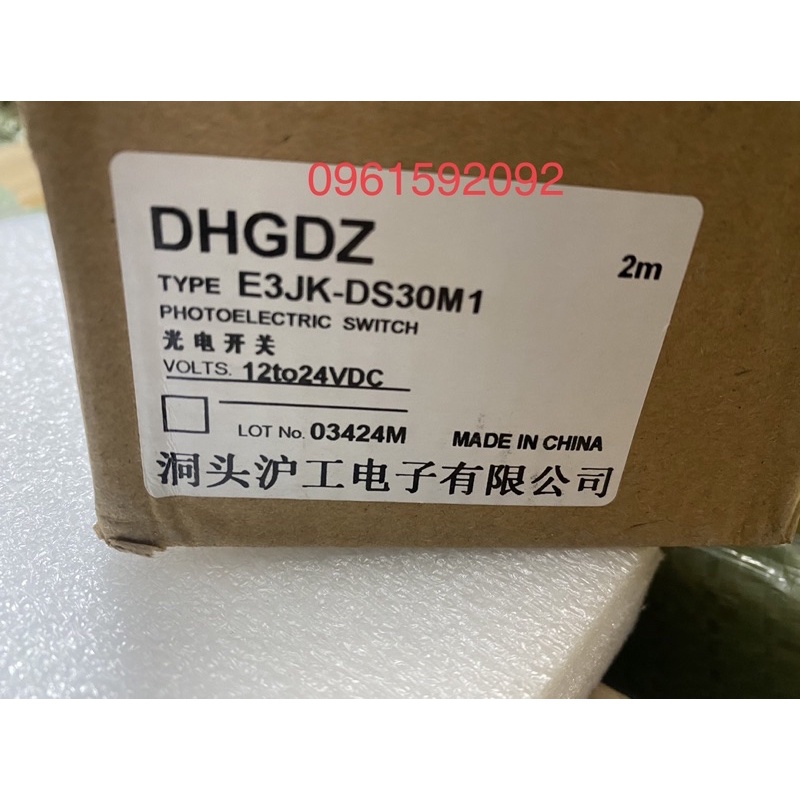 0961592092
DHGDZ
2m
TYPE E3JK-DS30M1
PHOTOELECTRIC SWITCH
光电开关
VOLTS. 12to24VDC
LOT No. 03424M
MADE IN CHINA
洞头沪工电子有限公司